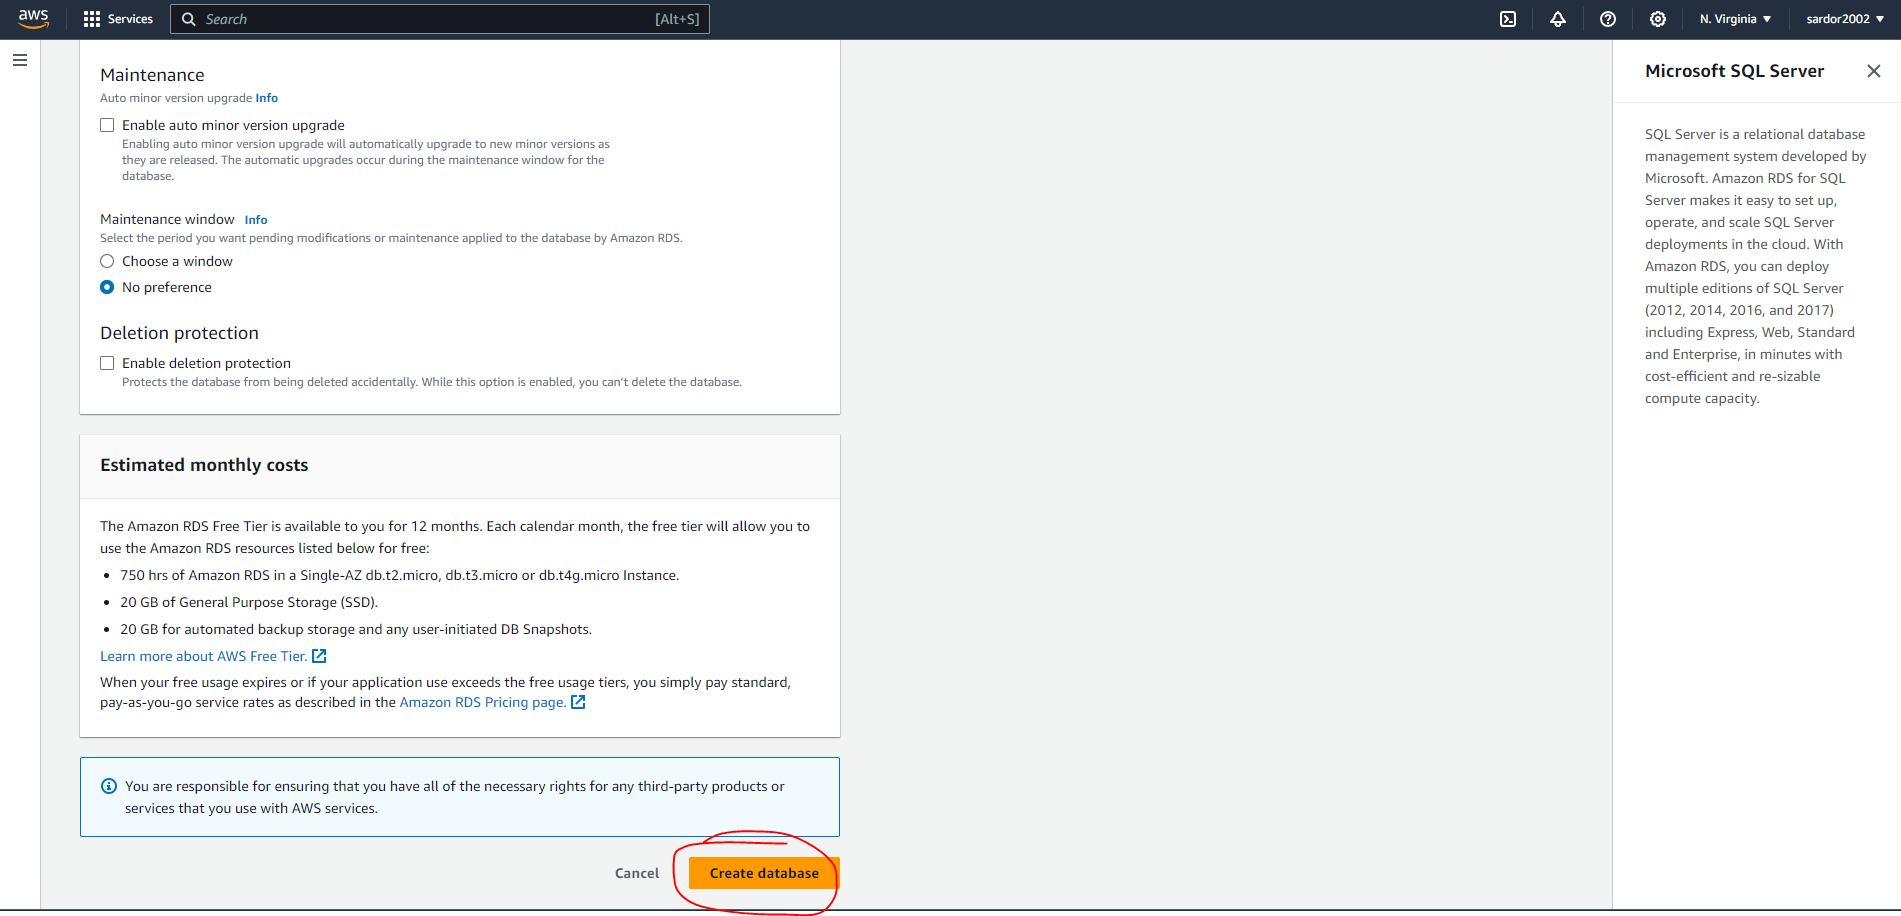 aws
Services
Search
[Alt+S]
N. Virginia
sardor2002
Maintenance
Auto minor version upgrade Info
Enable auto minor version upgrade
Enabling auto minor version upgrade will automatically upgrade to new minor versions as
they are released. The automatic upgrades occur during the maintenance window for the
database.
Maintenance window Info
Select the period you want pending modifications or maintenance applied to the database by Amazon RDS.
Choose a window
No preference
Deletion protection
Enable deletion protection
Protects the database from being deleted accidentally. While this option is enabled, you can’t delete the database.
Estimated monthly costs
The Amazon RDS Free Tier is available to you for 12 months. Each calendar month, the free tier will allow you to
use the Amazon RDS resources listed below for free:
• 750 hrs of Amazon RDS in a Single-AZ db.t2.micro, db.t3.micro or db.t4g.micro Instance.
• 20 GB of General Purpose Storage (SSD).
• 20 GB for automated backup storage and any user-initiated DB Snapshots.
Learn more about AWS Free Tier.
When your free usage expires or if your application use exceeds the free usage tiers, you simply pay standard,
pay-as-you-go service rates as described in the Amazon RDS Pricing page.
You are responsible for ensuring that you have all of the necessary rights for any third-party products or
services that you use with AWS services.
Cancel
Create database
Microsoft SQL Server
SQL Server is a relational database
management system developed by
Microsoft. Amazon RDS for SQL
Server makes it easy to set up,
operate, and scale SQL Server
deployments in the cloud. With
Amazon RDS, you can deploy
multiple editions of SQL Server
(2012, 2014, 2016, and 2017)
including Express, Web, Standard
and Enterprise, in minutes with
cost-efficient and re-sizable
compute capacity.